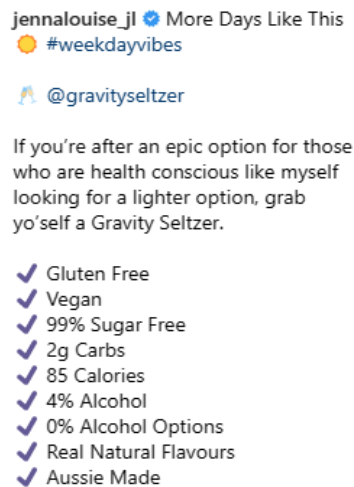 jennalouise_jl More Days Like This
☀️ #weekdayvibes
🥂 @gravityseltzer
If you're after an epic option for those
who are health conscious like myself
looking for a lighter option, grab
yo'self a Gravity Seltzer.
✔ Gluten Free
✔ Vegan
✔ 99% Sugar Free
✔ 2g Carbs
✔ 85 Calories
✔ 4% Alcohol
✔ 0% Alcohol Options
✔ Real Natural Flavours
✔ Aussie Made